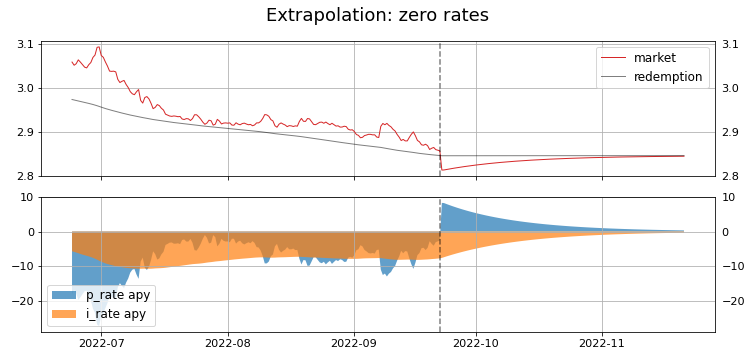 Extrapolation: zero rates
3.1
3.0
2.9
2.8
3.1
3.0
2.9
2.8
market
redemption
10
0
−10
−20
10
0
−10
−20
p_rate apy
i_rate apy
2022-07 2022-08 2022-09 2022-10 2022-11